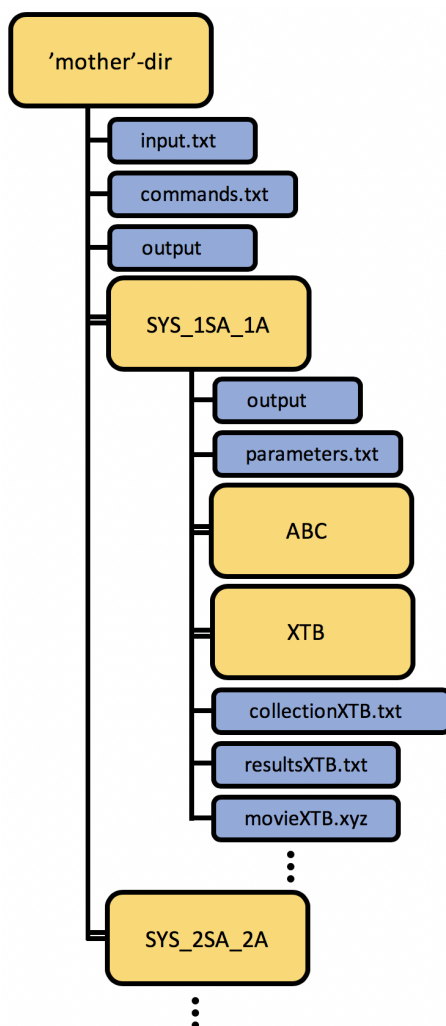 ’mother’-dir
input.txt
commands.txt
output
SYS_1SA_1A
output
parameters.txt
ABC
XTB
collectionXTB.txt
resultsXTB.txt
movieXTB.xyz
SYS_2SA_2A